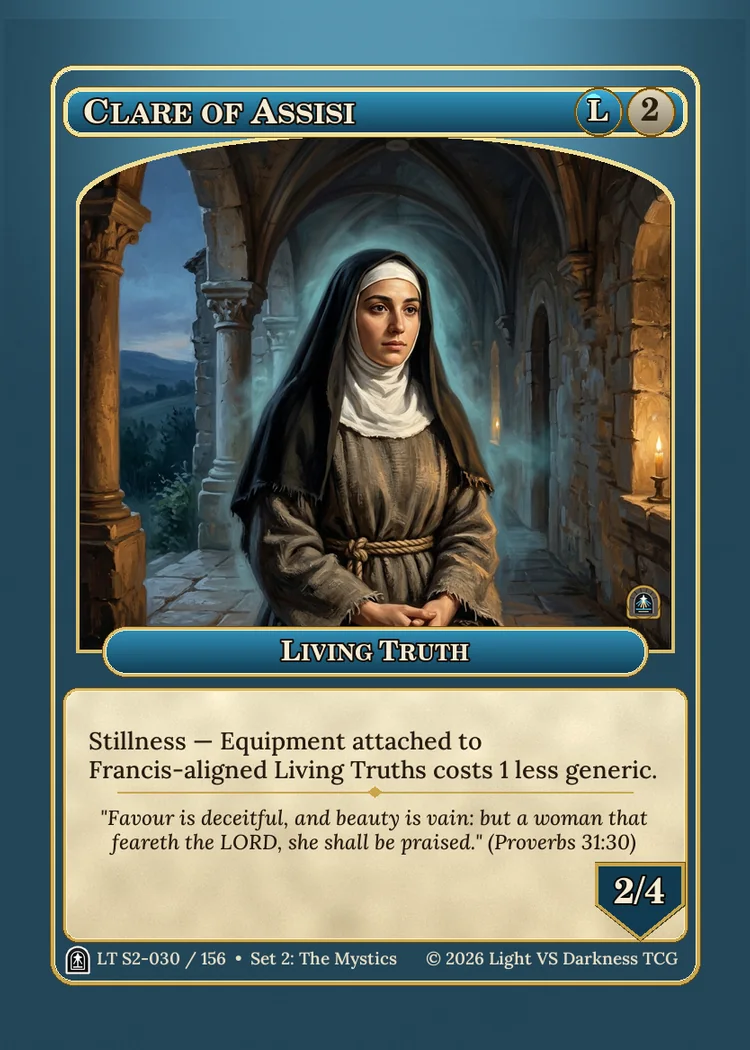 CLARE OF ASSISI L 2
LIVING TRUTH
Stillness — Equipment attached to
Francis-aligned Living Truths costs 1 less generic.
"Favour is deceitful, and beauty is vain: but a woman that
feareth the LORD, she shall be praised." (Proverbs 31:30)
2/4
LT S2-030 / 156 • Set 2: The Mystics © 2026 Light VS Darkness TCG